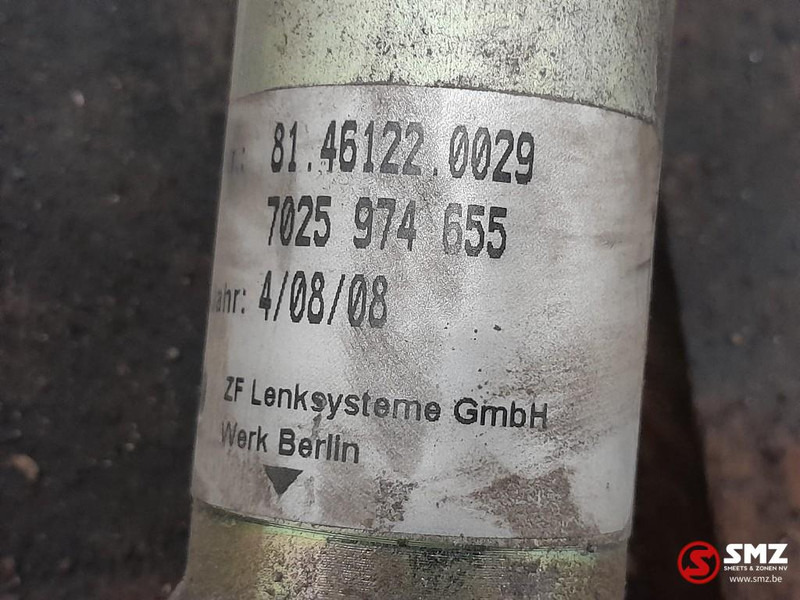 81.46122.0029
7025 974 655
ahr: 4/08/08
ZF Lenksysteme GmbH
Werk Berlin
SMZ
SMEETS & ZONEN NV
www.smz.be